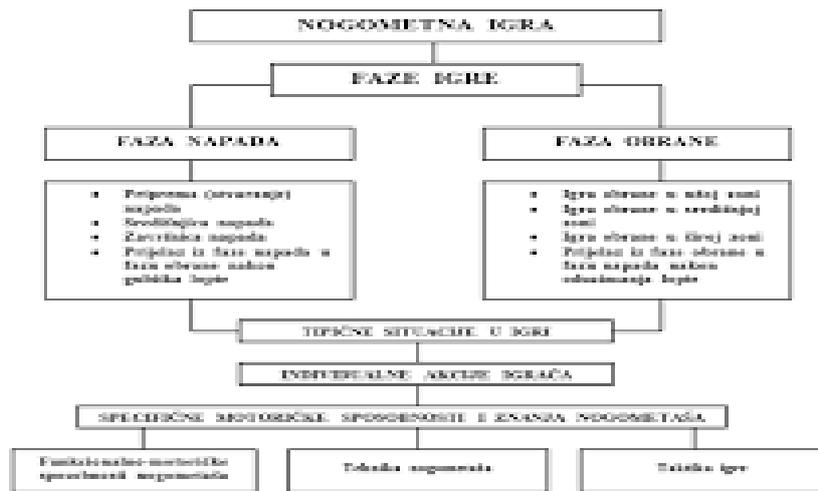 NOGOMETNA IGRA
FAZE IGRE
FAZA NAPADA
FAZA OBRANE
• Priprema (stvaranje)
napada
• Središnjica napada
• Završnica napada
• Prijelaz iz faze napada u
fazu obrane nakon
gubitka lopte
• Igra obrane u užoj zoni
• Igra obrane u središnjoj
zoni
• Igra obrane u široj zoni
• Prijelaz iz faze obrane u
fazu napada nakon
oduzimanja lopte
TIPIČNE SITUACIJE U IGRI
INDIVIDUALNE AKCIJE IGRAČA
SPECIFIČNE MOTORIČKE SPOSOBNOSTI I ZNANJA NOGOMETAŠA
Funkcionalno-motoričke
sposobnosti nogometaša
Tehnika nogometaša
Taktika igre